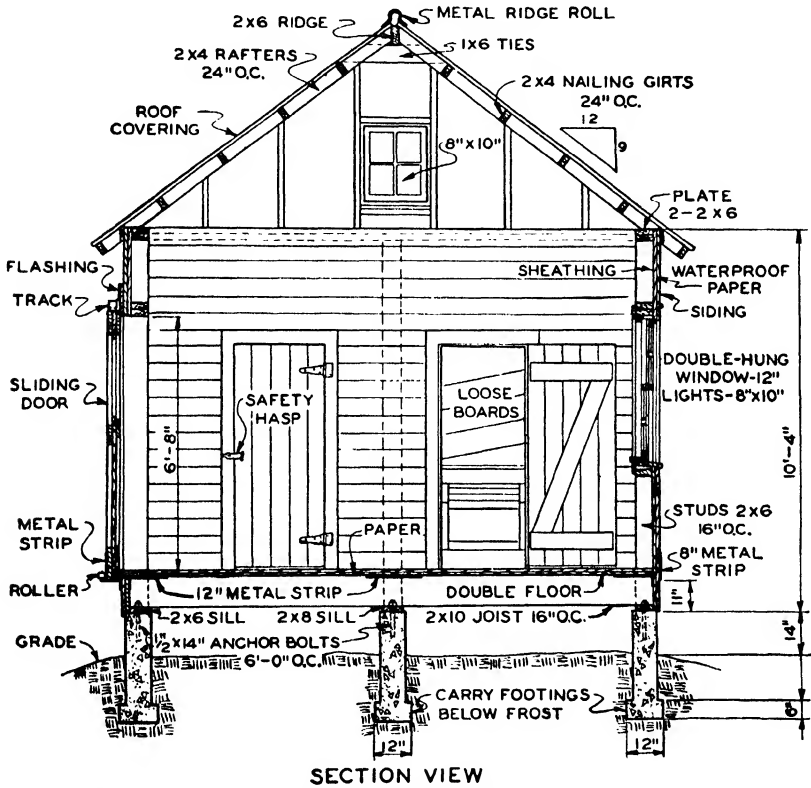 2x6 RIDGE
METAL RIDGE ROLL
2x4 RAFTERS
24" O.C.
1x6 TIES
2x4 NAILING GIRTS
24" O.C.
12
9
ROOF
COVERING
8"x10"
PLATE
2-2x6
FLASHING
TRACK
SHEATHING
WATERPROOF
PAPER
SIDING
SLIDING
DOOR
6'-8"
SAFETY
HASP
LOOSE
BOARDS
DOUBLE-HUNG
WINDOW-12"
LIGHTS-8"x10"
10'-4"
METAL
STRIP
PAPER
STUDS 2x6
16" O.C.
8" METAL
STRIP
ROLLER
12" METAL STRIP
DOUBLE FLOOR
11"
2x6 SILL
2x8 SILL
2x10 JOIST 16" O.C.
GRADE
1/2x14" ANCHOR BOLTS
6'-0" O.C.
14"
CARRY FOOTINGS
BELOW FROST
6"
12"
12"
SECTION VIEW